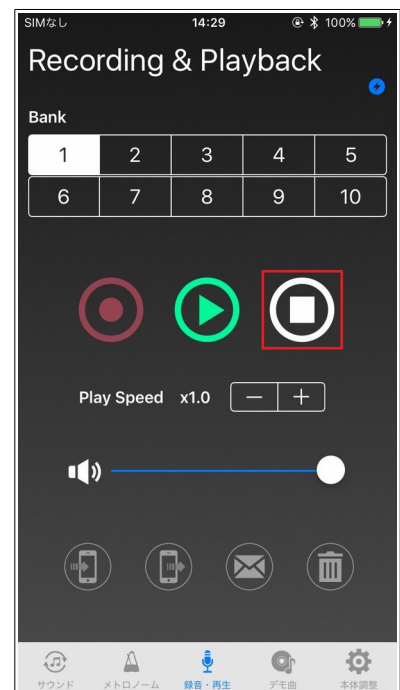 SIMなし 14:29 100%
Recording & Playback
Bank
1 2 3 4 5
6 7 8 9 10
Play Speed x1.0 − +
サウンド メトロノーム 録音・再生 デモ曲 本体調整